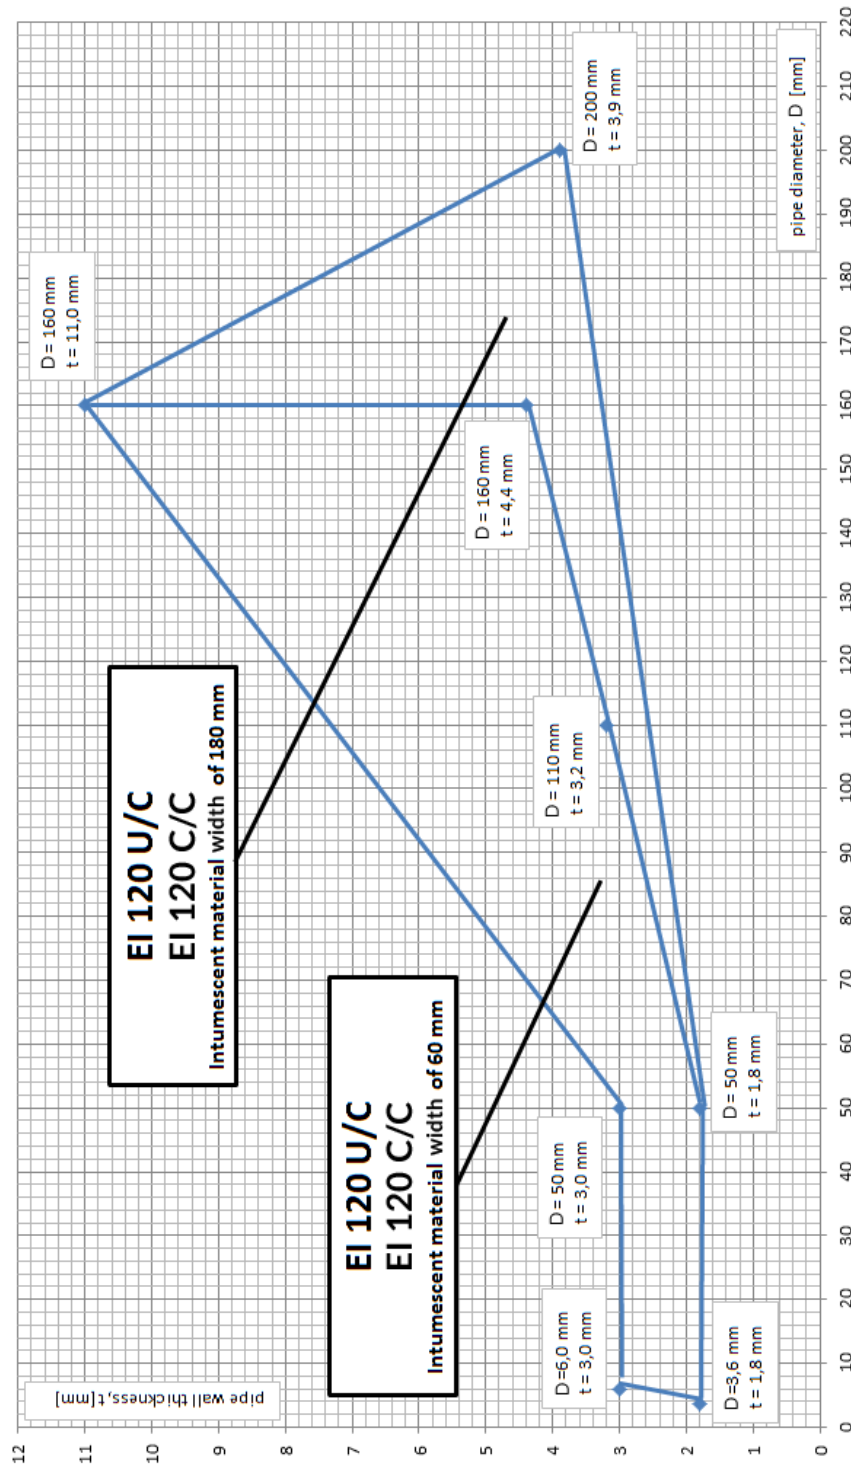 pipe wall thickness, t [mm]
12
11
10
9
8
7
6
5
4
3
2
1
0
D = 160 mm
t = 11,0 mm
EI 120 U/C
EI 120 C/C
Intumescent material width of 180 mm
EI 120 U/C
EI 120 C/C
Intumescent material width of 60 mm
D = 160 mm
t = 4,4 mm
D = 200 mm
t = 3,9 mm
D = 110 mm
t = 3,2 mm
D = 50 mm
t = 3,0 mm
D=6,0 mm
t = 3,0 mm
D=3,6 mm
t = 1,8 mm
D = 50 mm
t = 1,8 mm
pipe diameter, D [mm]
0
10
20
30
40
50
60
70
80
90
100
110
120
130
140
150
160
170
180
190
200
210
220